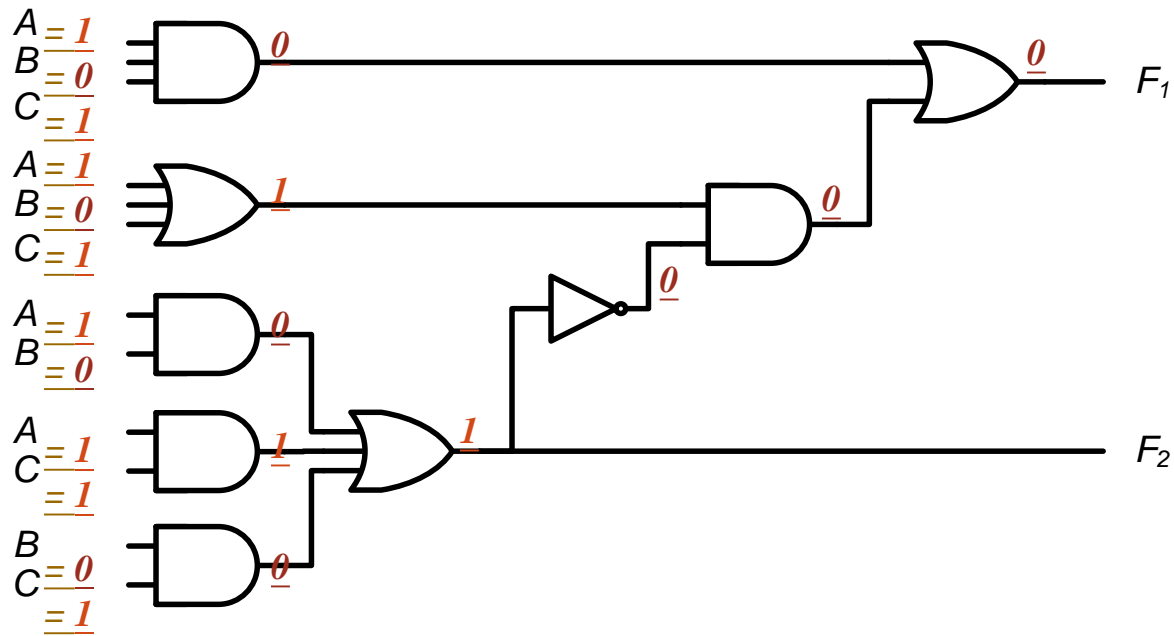 A = 1
0
0
B = 0
F1
C = 1
A = 1
B = 0
1
0
C = 1
0
A = 1
0
B = 0
A = 1
1
1
F2
C = 1
B = 0
0
C = 1